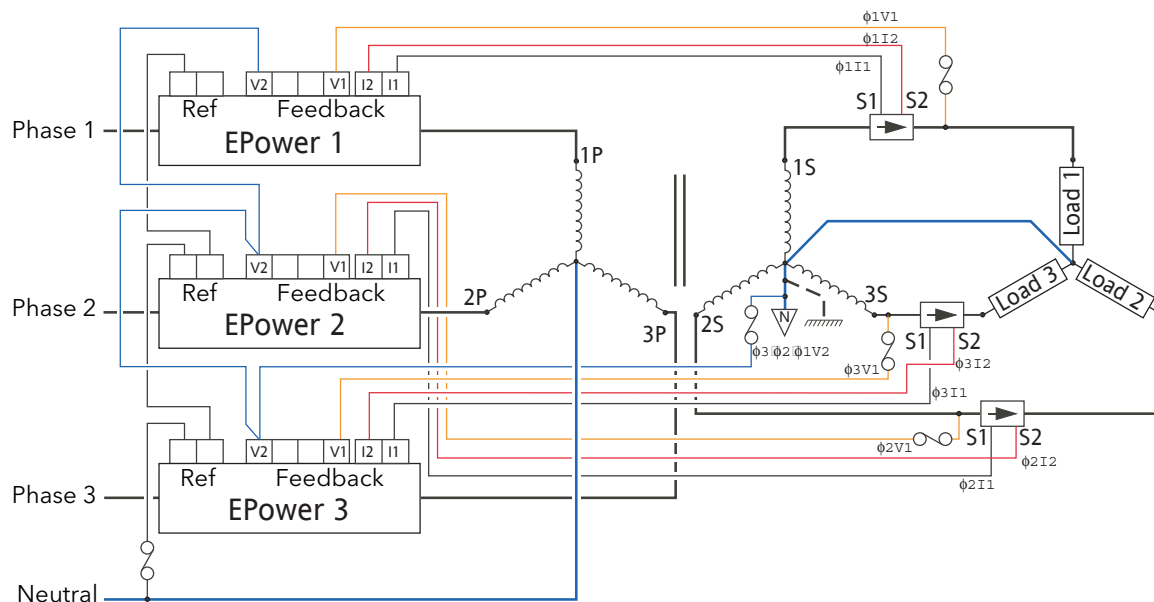 ϕ1V1
ϕ1I2
ϕ1I1
V2 V1 I2 I1
Ref Feedback
S1 S2
Phase 1
EPower 1
1P
1S
Load 1
V2 V1 I2 I1
Ref Feedback
Load 3 Load 2
2P
3S
Phase 2
EPower 2
3P 2S
N
S1 S2
ϕ3 ϕ2 ϕ1V2
ϕ3V1
ϕ3I2
ϕ3I1
V2 V1 I2 I1
S1 S2
ϕ2V1
ϕ2I2
Ref Feedback
ϕ2I1
Phase 3
EPower 3
Neutral